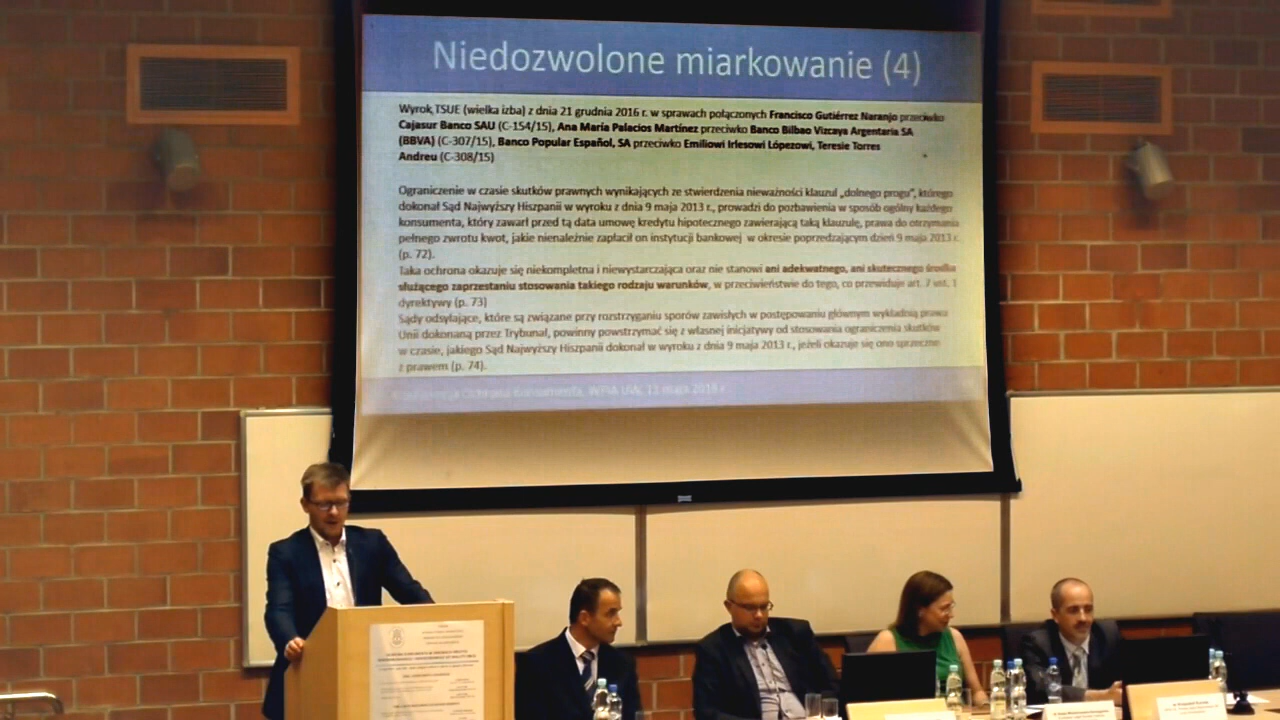 Niedozwolone miarkowanie (4)
Wyrok TSUE (wielka izba) z dnia 21 grudnia 2016 r. w sprawach połączonych Francisco Gutiérrez Naranjo przeciwko
Cajasur Banco SAU (C-154/15), Ana María Palacios Martínez przeciwko Banco Bilbao Vizcaya Argentaria SA
(BBVA) (C-307/15), Banco Popular Español, SA przeciwko Emiliowi Irlesowi Lópezowi, Teresie Torres
Andreu (C-308/15)
Ograniczenie w czasie skutków prawnych wynikających ze stwierdzenia nieważności klauzul „dolnego progu", którego
dokonał Sąd Najwyższy Hiszpanii w wyroku z dnia 9 maja 2013 r., prowadzi do pozbawienia w sposób ogólny każdego
konsumenta, który zawarł przed tą data umowę kredytu hipotecznego zawierającą taką klauzulę, prawa do otrzymania
pełnego zwrotu kwot, jakie nienależnie zapłacił on instytucji bankowej w okresie poprzedzającym dzień 9 maja 2013 r.
(p. 72).
Taka ochrona okazuje się niekompletna i niewystarczająca oraz nie stanowi ani adekwatnego, ani skutecznego środka
służącego zaprzestaniu stosowania takiego rodzaju warunków, w przeciwieństwie do tego, co przewiduje art. 7 ust. 1
dyrektywy (p. 73)
Sądy odsyłające, które są związane przy rozstrzyganiu sporów zawisłych w postępowaniu głównym wykładnią prawa
Unii dokonaną przez Trybunał, powinny powstrzymać się z własnej inicjatywy od stosowania ograniczenia skutków
w czasie, jakiego Sąd Najwyższy Hiszpanii dokonał w wyroku z dnia 9 maja 2013 r., jeżeli okazuje się ono sprzeczne
z prawem (p. 74).
Ochrona Konsumenta, WPiA UW, 13 maja 2019 r.